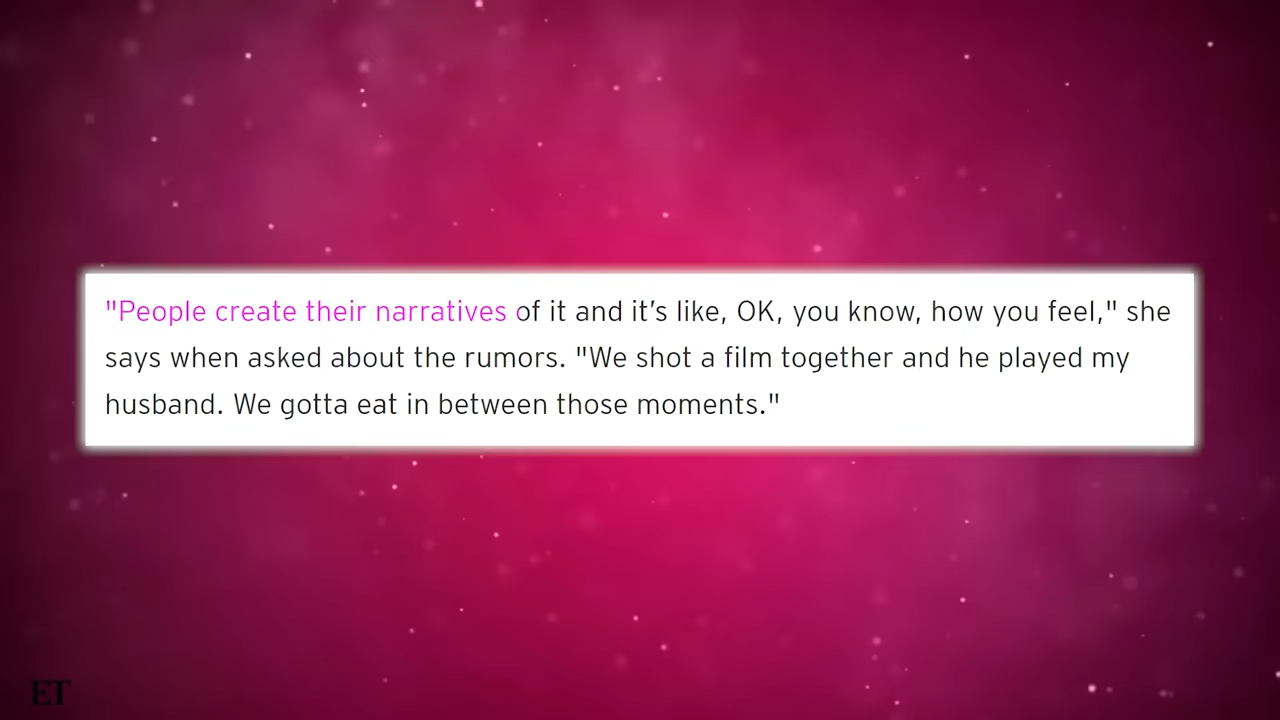 "People create their narratives of it and it’s like, OK, you know, how you feel," she
says when asked about the rumors. "We shot a film together and he played my
husband. We gotta eat in between those moments."
ET